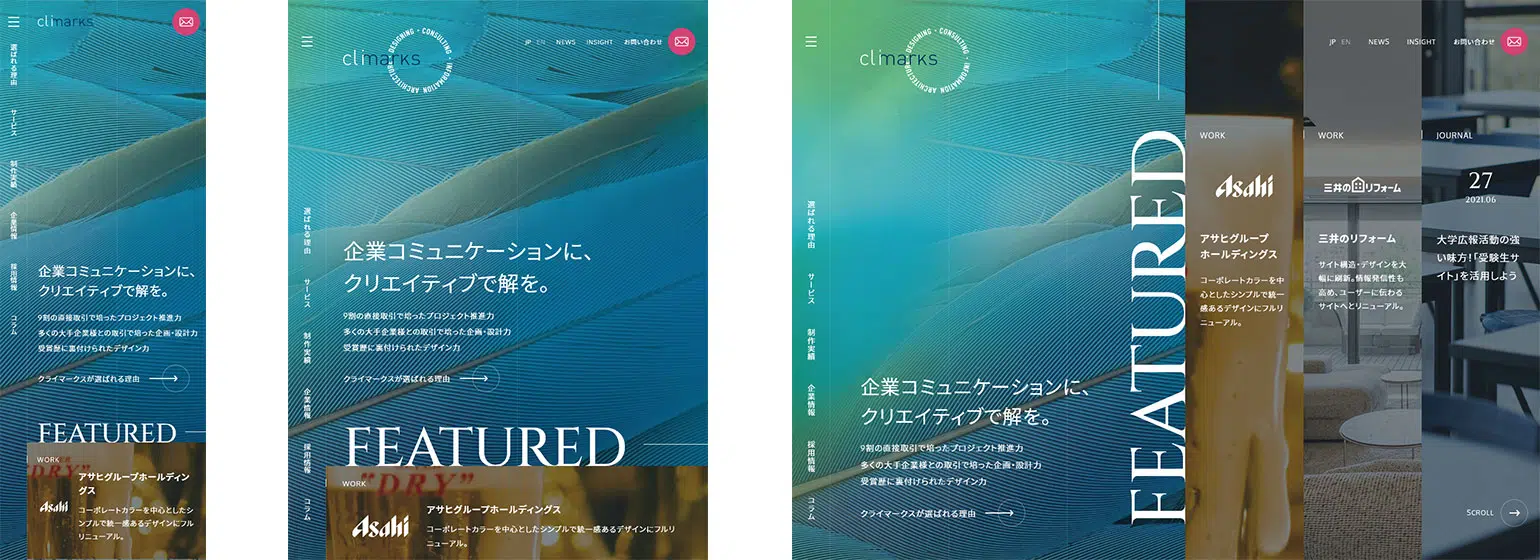 climarks
選ばれる理由
サービス
制作実績
企業情報
採用情報
コラム
企業コミュニケーションに、
クリエイティブで解を。
9割の直接取引で培ったプロジェクト推進力
多くの大手企業様との取引で培った企画・設計力
受賞歴に裏付けられたデザイン力
クライマークスが選ばれる理由
FEATURED
WORK
"DRY"
Asahi
アサヒグループホールディン
グス
コーポレートカラーを中心としたシ
ンプルで統一感あるデザインにフル
リニューアル。
climarks
DESIGNING・CONSULTING・INFORMATION ARCHITECTURE
JP EN NEWS INSIGHT お問い合わせ
選ばれる理由
サービス
制作実績
企業情報
採用情報
コラム
企業コミュニケーションに、
クリエイティブで解を。
9割の直接取引で培ったプロジェクト推進力
多くの大手企業様との取引で培った企画・設計力
受賞歴に裏付けられたデザイン力
クライマークスが選ばれる理由
FEATURED
WORK
"DRY"
Asahi
アサヒグループホールディングス
コーポレートカラーを中心としたシンプルで統一感あるデザインにフルリ
ニューアル。
climarks
DESIGNING・CONSULTING・INFORMATION ARCHITECTURE
JP EN NEWS INSIGHT お問い合わせ
選ばれる理由
サービス
制作実績
企業情報
採用情報
コラム
企業コミュニケーションに、
クリエイティブで解を。
9割の直接取引で培ったプロジェクト推進力
多くの大手企業様との取引で培った企画・設計力
受賞歴に裏付けられたデザイン力
クライマークスが選ばれる理由
FEATURED
WORK
Asahi
アサヒグループ
ホールディングス
コーポレートカラーを中
心としたシンプルで統一
感あるデザインにフルリ
ニューアル。
WORK
三井のリフォーム
三井のリフォーム
サイト構造・デザインを大
幅に刷新。情報発信性も
高め、ユーザーに伝わる
サイトへとリニューアル。
JOURNAL
27
2021.06
大学広報活動の強
い味方!「受験生サ
イト」を活用しよう
SCROLL